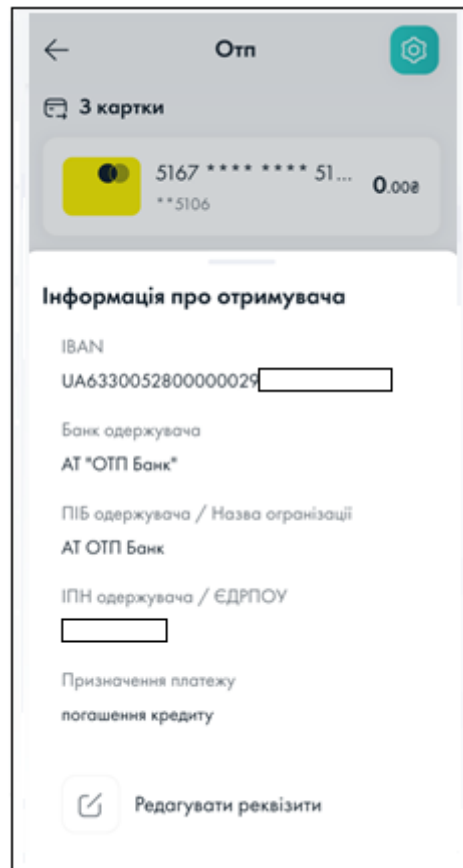 Отп
З картки
5167 **** **** 51... 0.00₴
**5106
Інформація про отримувача
IBAN
UA6330052800000029
Банк одержувача
АТ "ОТП Банк"
ПІБ одержувача / Назва огранізації
АТ ОТП Банк
ІПН одержувача / ЄДРПОУ
Призначення платежу
погашення кредиту
Редагувати реквізити